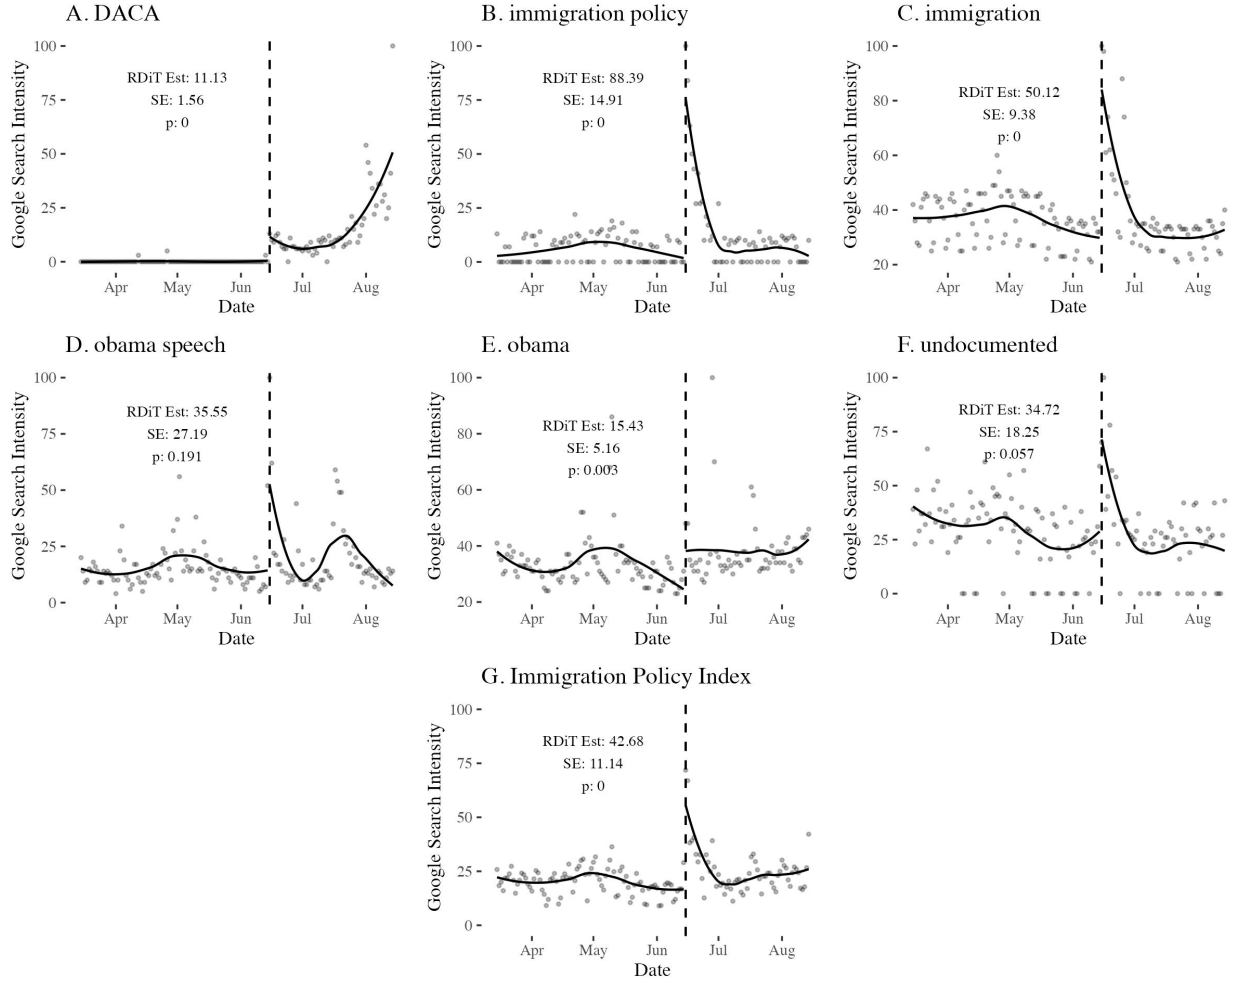 A. DACA
Google Search Intensity
100
75
50
25
0
RDiT Est: 11.13
SE: 1.56
p: 0
Apr May Jun Jul Aug
Date
B. immigration policy
Google Search Intensity
100
75
50
25
0
RDiT Est: 88.39
SE: 14.91
p: 0
Apr May Jun Jul Aug
Date
C. immigration
Google Search Intensity
100
80
60
40
20
RDiT Est: 50.12
SE: 9.38
p: 0
Apr May Jun Jul Aug
Date
D. obama speech
Google Search Intensity
100
75
50
25
0
RDiT Est: 35.55
SE: 27.19
p: 0.191
Apr May Jun Jul Aug
Date
E. obama
Google Search Intensity
100
80
60
40
20
RDiT Est: 15.43
SE: 5.16
p: 0.003
Apr May Jun Jul Aug
Date
F. undocumented
Google Search Intensity
100
75
50
25
0
RDiT Est: 34.72
SE: 18.25
p: 0.057
Apr May Jun Jul Aug
Date
G. Immigration Policy Index
Google Search Intensity
100
75
50
25
0
RDiT Est: 42.68
SE: 11.14
p: 0
Apr May Jun Jul Aug
Date